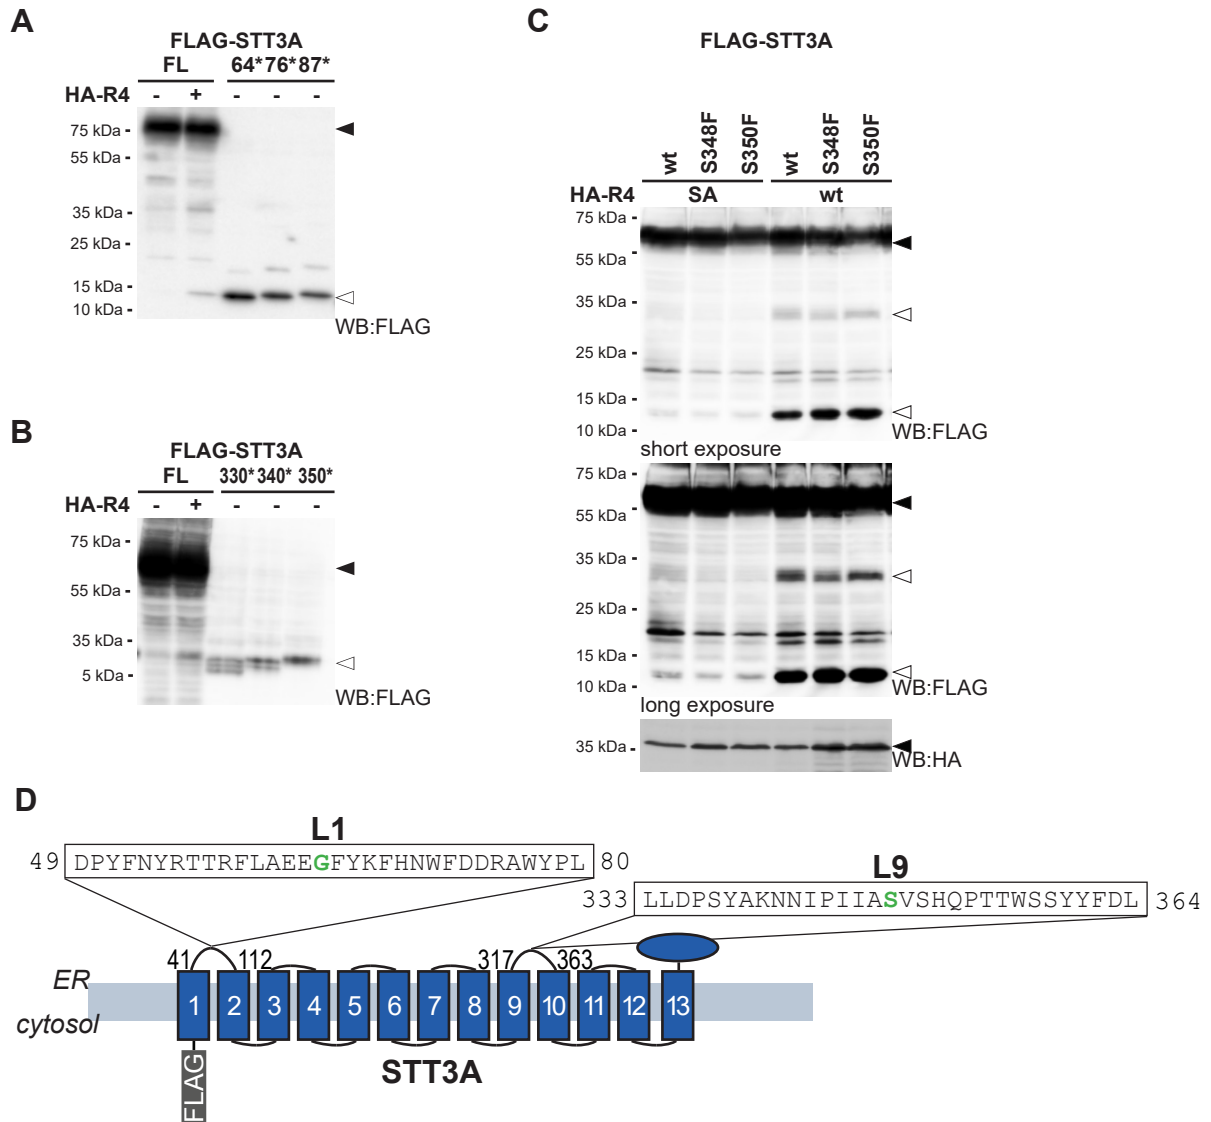 A
FLAG-STT3A
FL 64* 76* 87*
HA-R4 - + - - -
75 kDa -
55 kDa -
35 kDa -
25 kDa -
15 kDa -
10 kDa -
WB:FLAG
B
FLAG-STT3A
FL 330* 340* 350*
HA-R4 - + - - -
75 kDa -
55 kDa -
35 kDa -
5 kDa -
WB:FLAG
C
FLAG-STT3A
wt S348F S350F wt S348F S350F
HA-R4 SA wt
75 kDa -
55 kDa -
35 kDa -
25 kDa -
15 kDa -
10 kDa -
WB:FLAG
short exposure
75 kDa -
55 kDa -
35 kDa -
25 kDa -
15 kDa -
10 kDa -
WB:FLAG
long exposure
35 kDa -
WB:HA
D
L1
49 DPYFNYRTTRFLAEEGFYKFHNWFDDRAWYPL 80
L9
333 LLDPSYAKNNIPIIASVSHQPTTWSSYYFDL 364
41 112 317 363
ER
cytosol
1 2 3 4 5 6 7 8 9 10 11 12 13
STT3A
FLAG